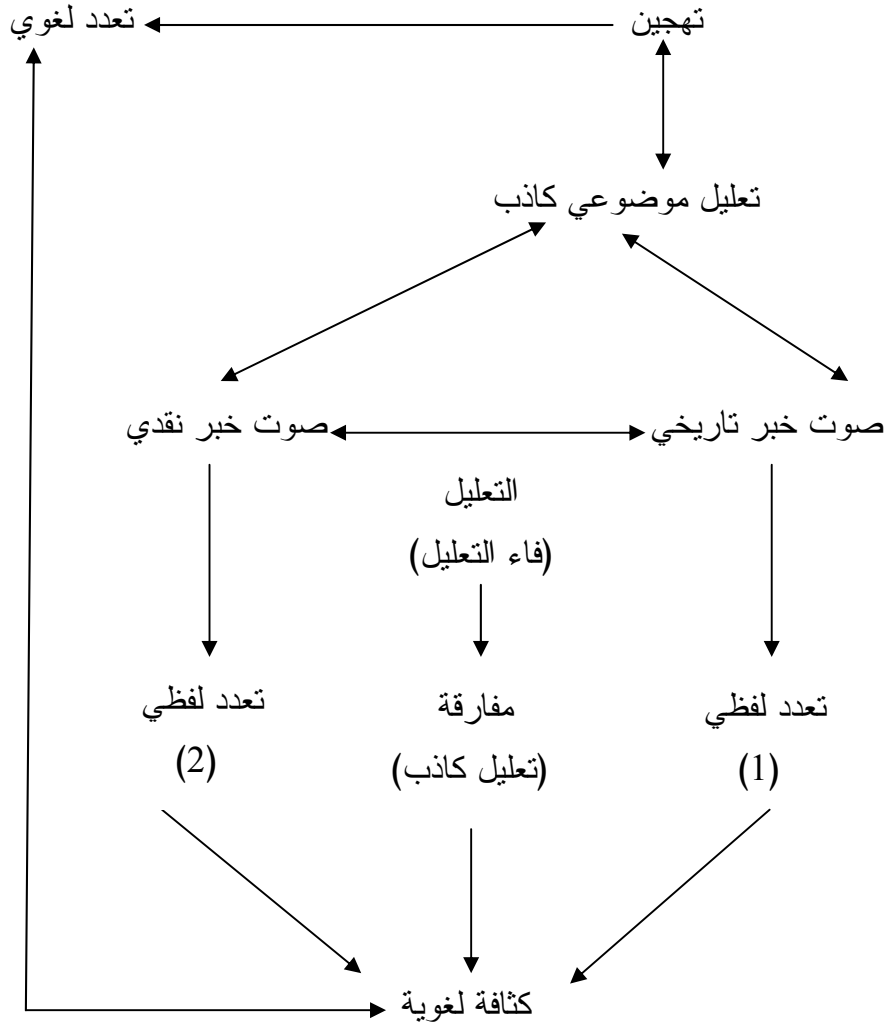 تهجين
تعدد لغوي
تعليل موضوعي كاذب
صوت خبر تاريخي
صوت خبر نقدي
التعليل
(فاء التعليل)
تعدد لفظي
(1)
مفارقة
(تعليل كاذب)
تعدد لفظي
(2)
كثافة لغوية